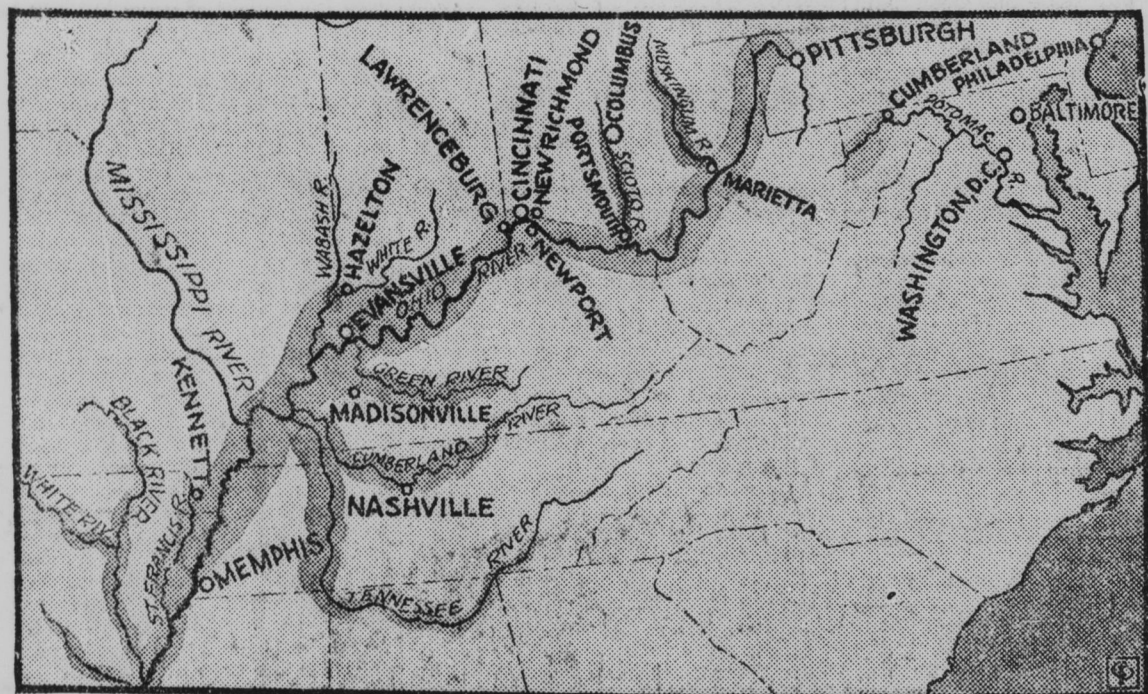 PITTSBURGH
CUMBERLAND
PHILADELPHIA
BALTIMORE
POTOMAC R.
WASHINGTON, D.C.
COLUMBUS
MUSKINGUM R.
MARIETTA
SCIOTO R.
PORTSMOUTH
NEW RICHMOND
CINCINNATI
LAWRENCEBURG
NEWPORT
OHIO RIVER
HAZELTON
WABASH R.
WHITE R.
EVANSVILLE
MISSISSIPPI RIVER
GREEN RIVER
MADISONVILLE
CUMBERLAND RIVER
NASHVILLE
KENNETT
BLACK RIVER
WHITE RIV
ST. FRANCIS R.
MEMPHIS
TENNESSEE RIVER